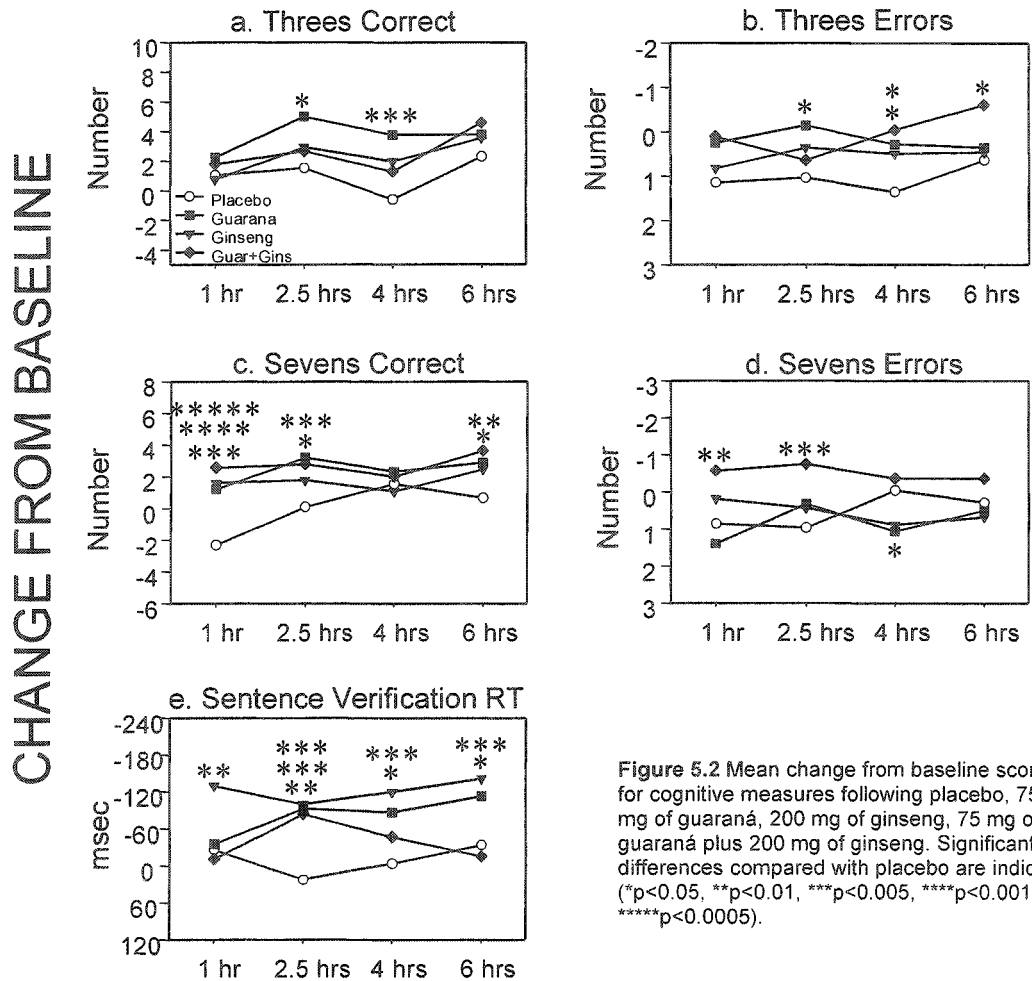 CHANGE FROM BASELINE
a. Threes Correct
Number
10
8
6
4
2
0
-2
-4
*
***
Placebo
Guarana
Ginseng
Guar+Gins
1 hr 2.5 hrs 4 hrs 6 hrs
b. Threes Errors
Number
-2
-1
0
1
2
3
*
*
*
*
1 hr 2.5 hrs 4 hrs 6 hrs
c. Sevens Correct
Number
8
6
4
2
0
-2
-4
-6
*****
****
***
***
*
**
*
1 hr 2.5 hrs 4 hrs 6 hrs
d. Sevens Errors
Number
-3
-2
-1
0
1
2
3
**
***
*
1 hr 2.5 hrs 4 hrs 6 hrs
e. Sentence Verification RT
msec
-240
-180
-120
-60
0
60
120
**
***
***
**
***
*
***
*
1 hr 2.5 hrs 4 hrs 6 hrs
Figure 5.2 Mean change from baseline scor
for cognitive measures following placebo, 75
mg of guaraná, 200 mg of ginseng, 75 mg o
guaraná plus 200 mg of ginseng. Significant
differences compared with placebo are indic
(*p<0.05, **p<0.01, ***p<0.005, ****p<0.001
*****p<0.0005).